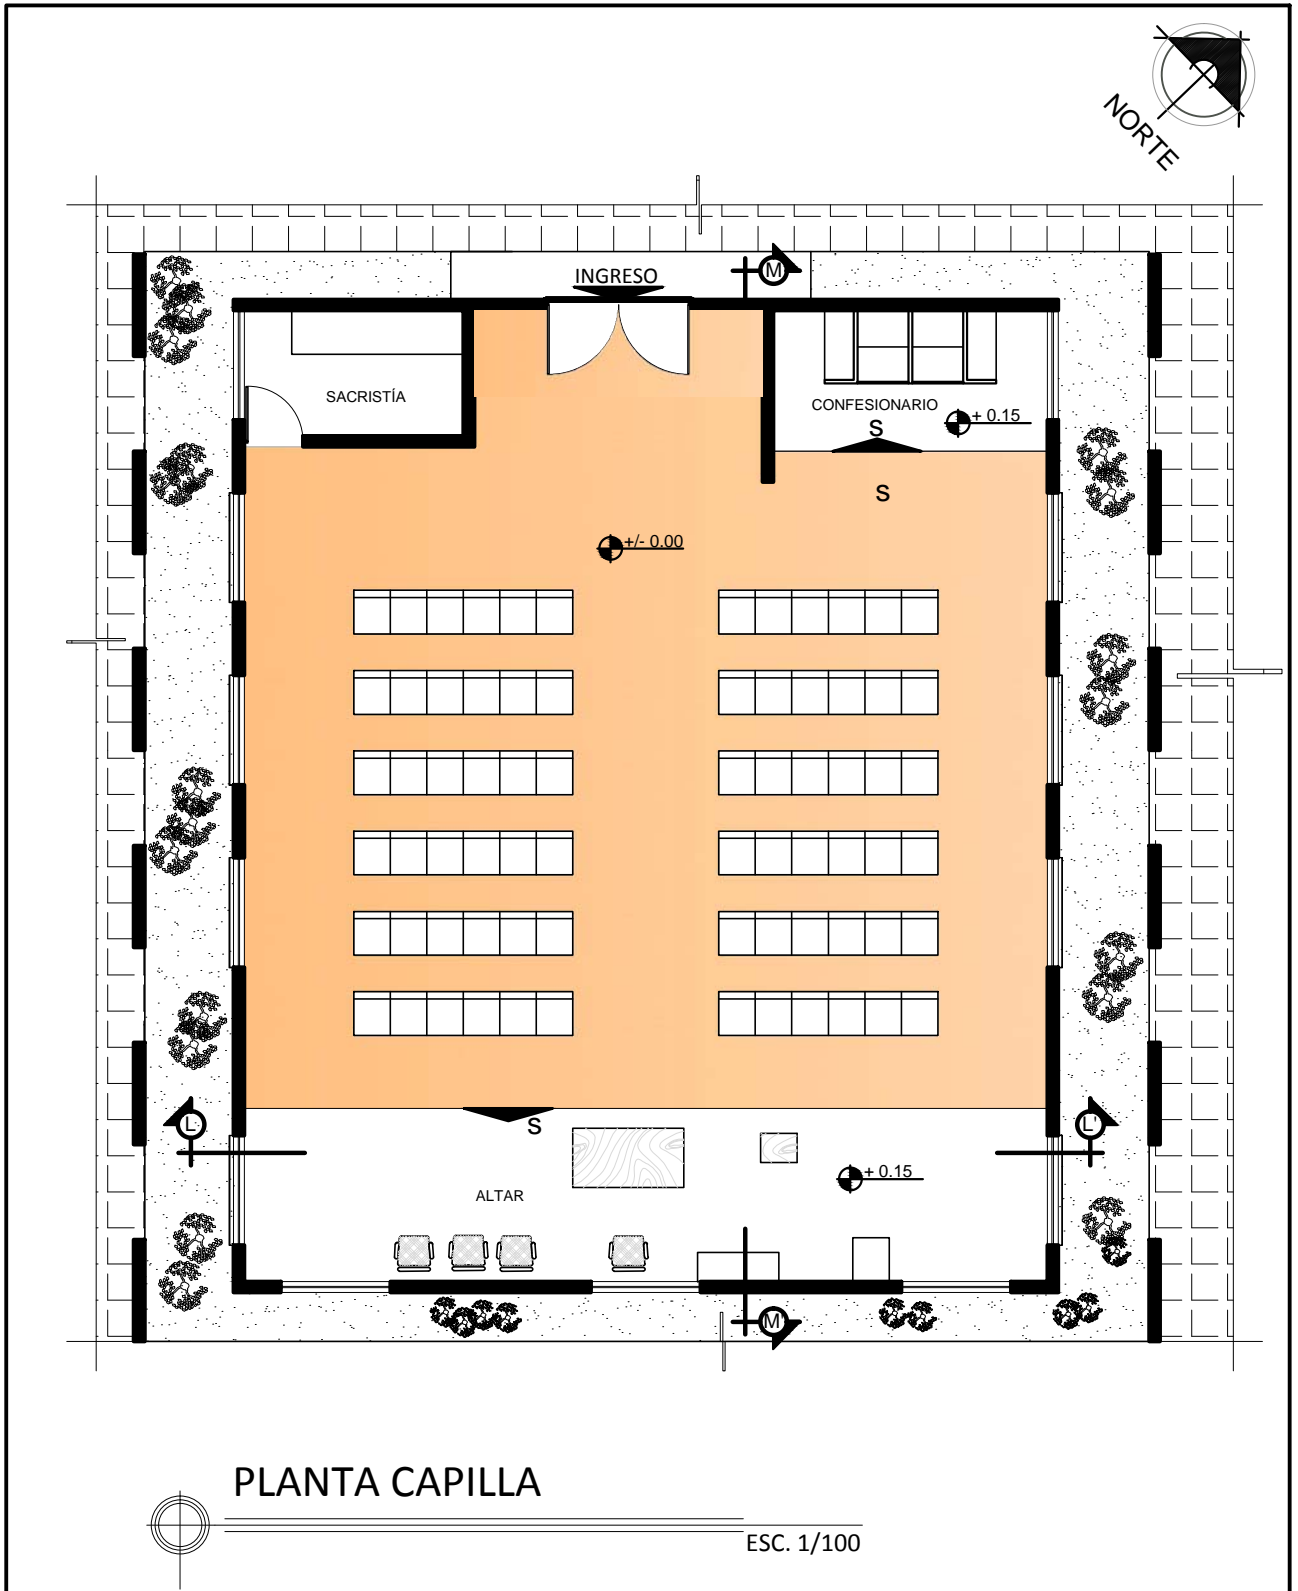 NORTE
INGRESO
M
SACRISTÍA
CONFESIONARIO
+ 0.15
S
S
+/- 0.00
L
L'
S
+ 0.15
ALTAR
M'
PLANTA CAPILLA
ESC. 1/100